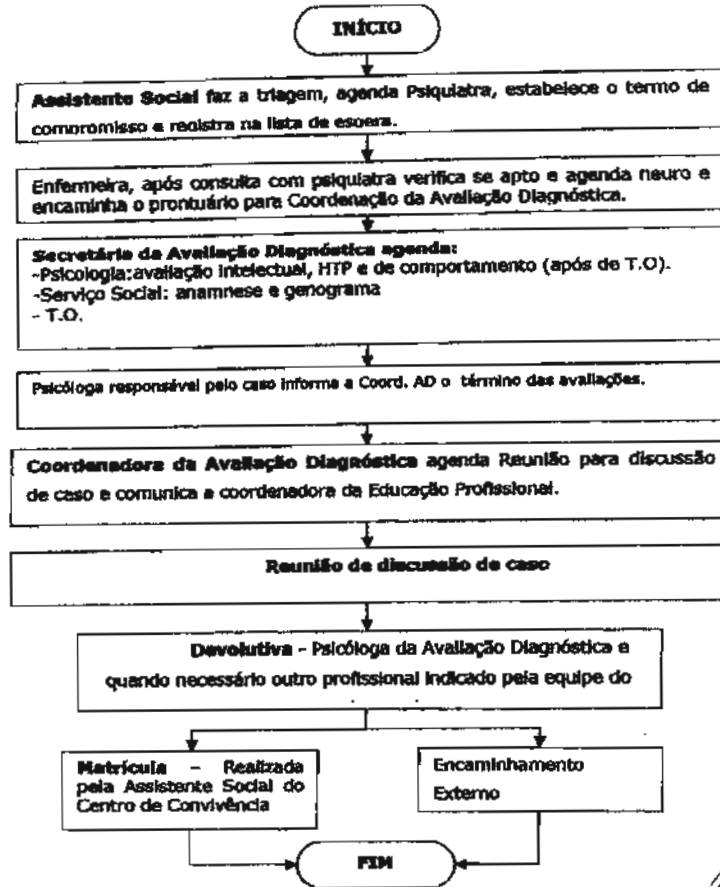 INÍCIO
Assistente Social faz a triagem, agenda Psiquiatra, estabelece o termo de
compromisso e registra na lista de espera.
Enfermeira, após consulta com psiquiatra verifica se apto e agenda neuro e
encaminha o prontuário para Coordenação da Avaliação Diagnóstica.
Secretária da Avaliação Diagnóstica agenda:
-Psicologia:avaliação intelectual, HTP e de comportamento (após de T.O).
-Serviço Social: anamnese e genograma
- T.O.
Psicóloga responsável pelo caso informa a Coord. AD o término das avaliações.
Coordenadora da Avaliação Diagnóstica agenda Reunião para discussão
de caso e comunica a coordenadora da Educação Profissional.
Reunião de discussão de caso
Devolutiva - Psicóloga da Avaliação Diagnóstica e
quando necessário outro profissional indicado pela equipe do
Matrícula – Realizada
pela Assistente Social do
Centro de Convivência
Encaminhamento
Externo
FIM